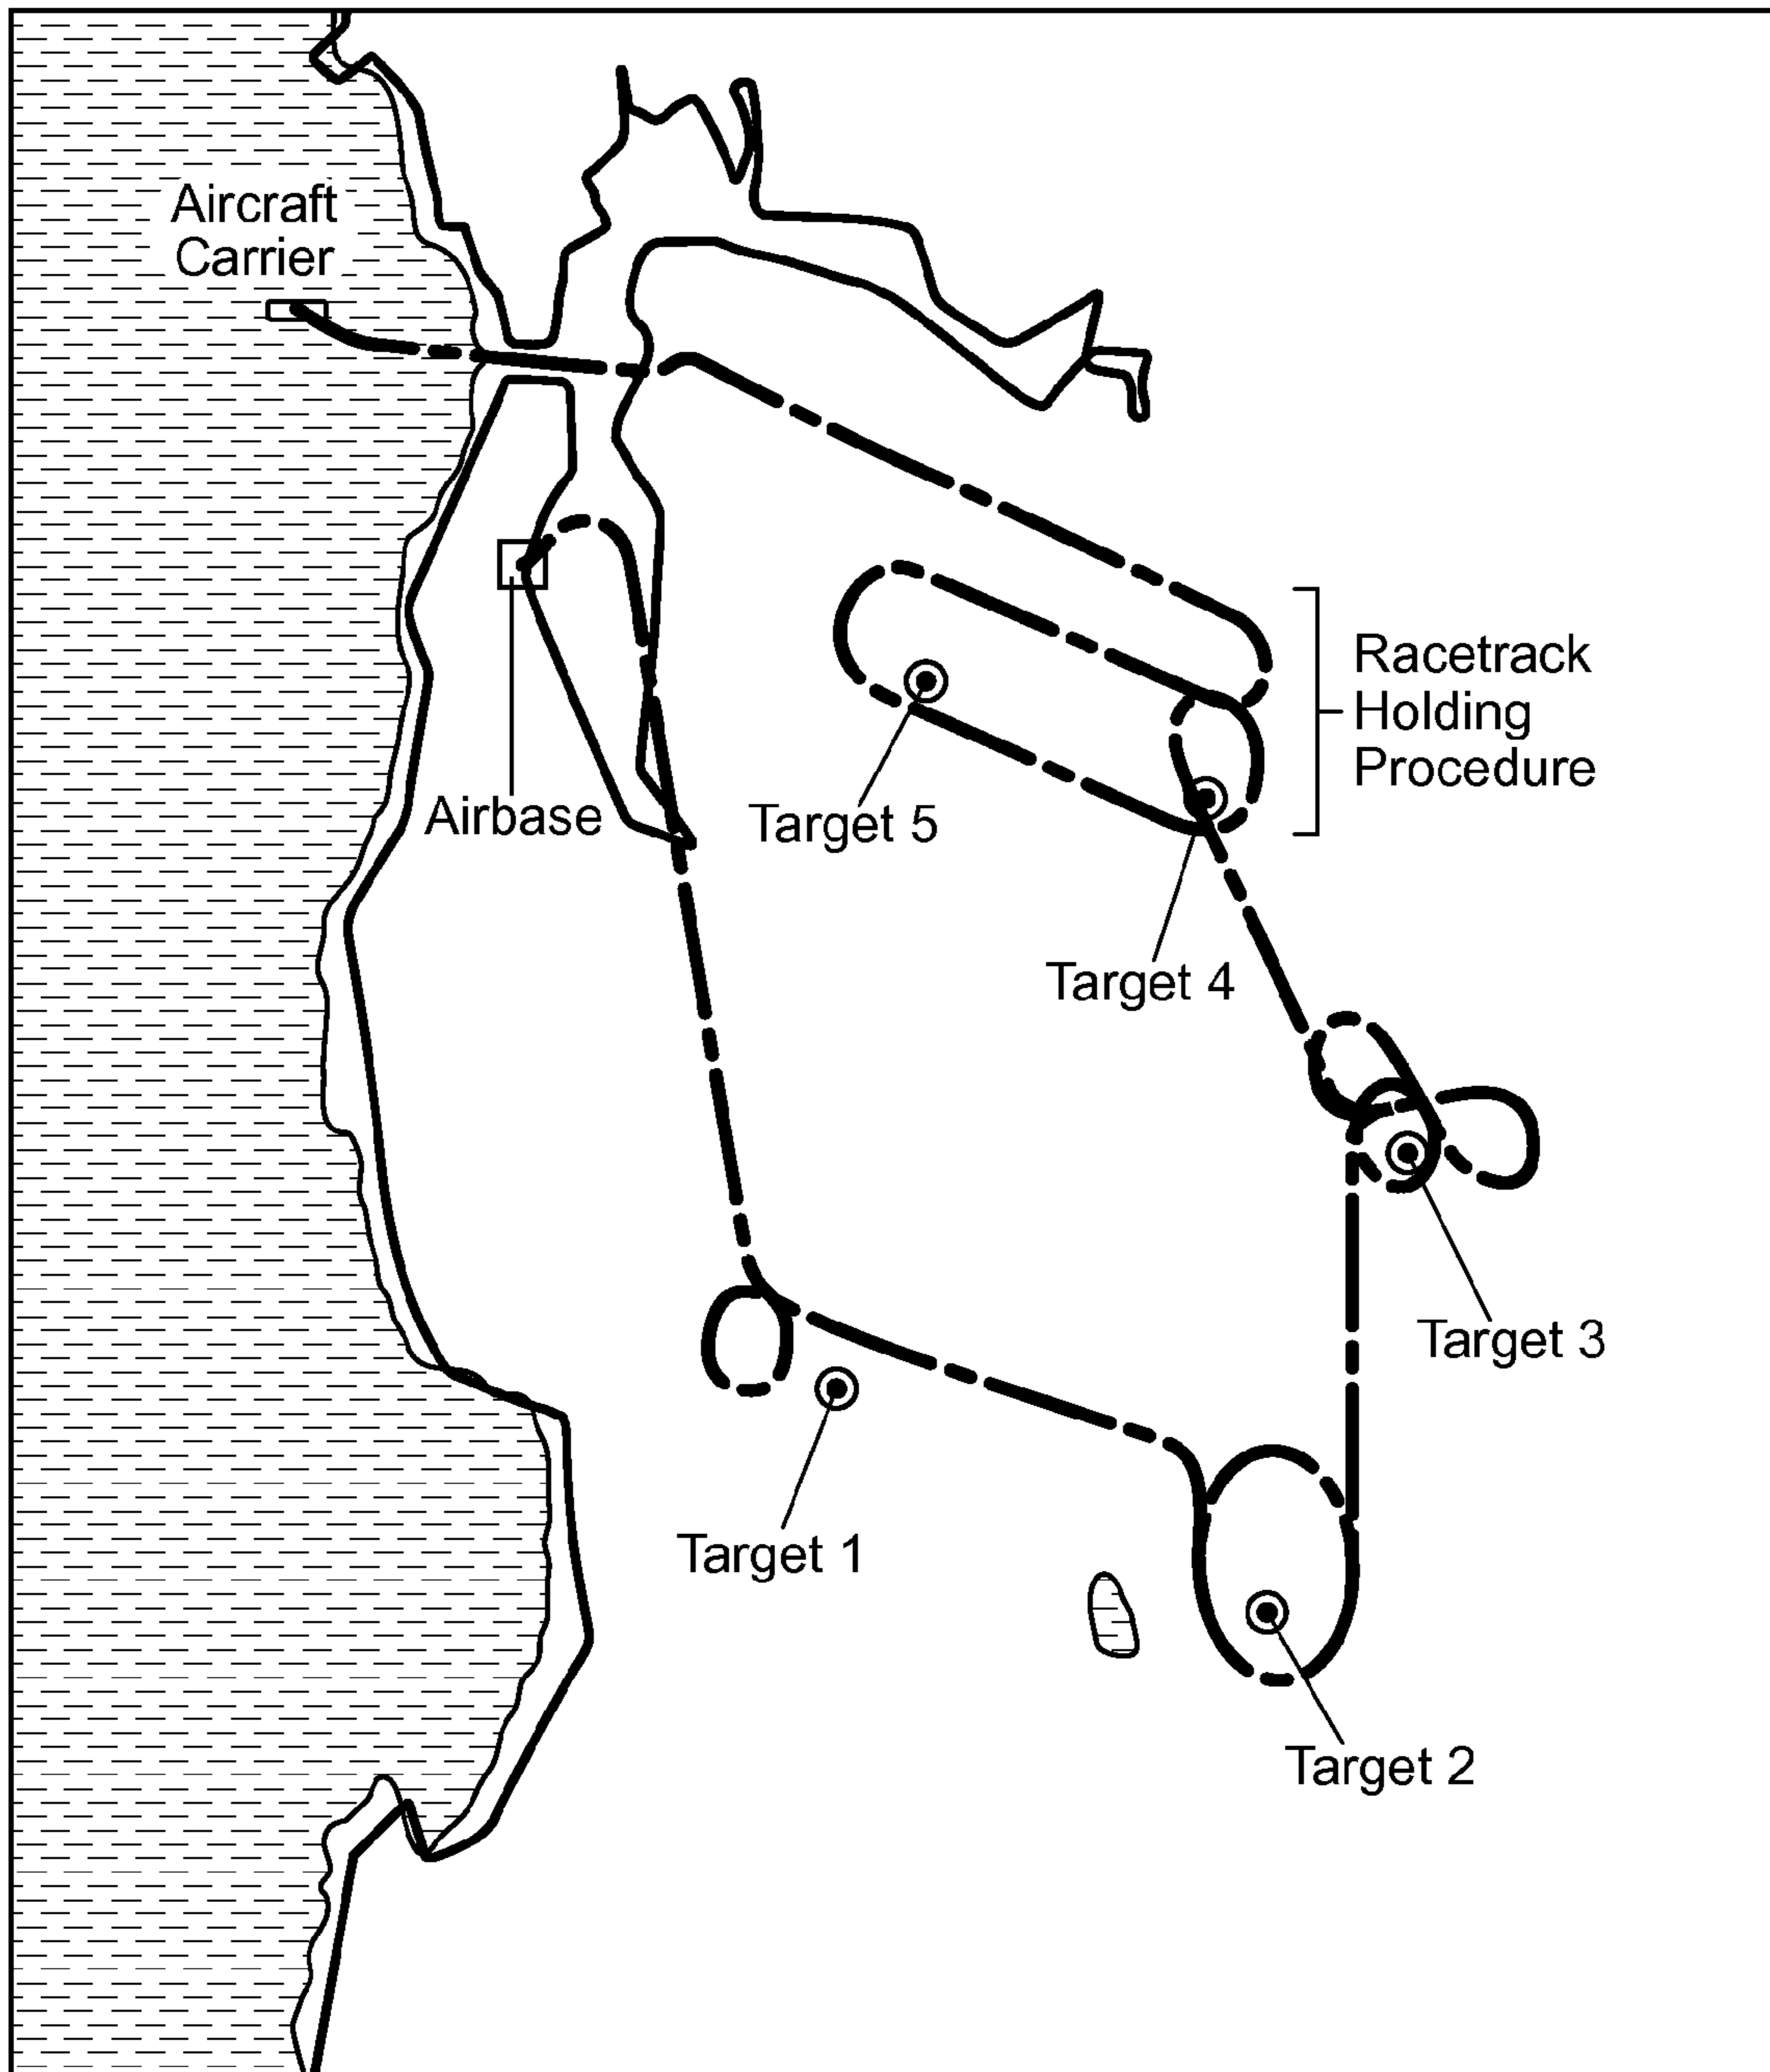 Aircraft
Carrier
Racetrack
Holding
Procedure
Airbase
Target 5
Target 4
Target 3
Target 1
Target 2